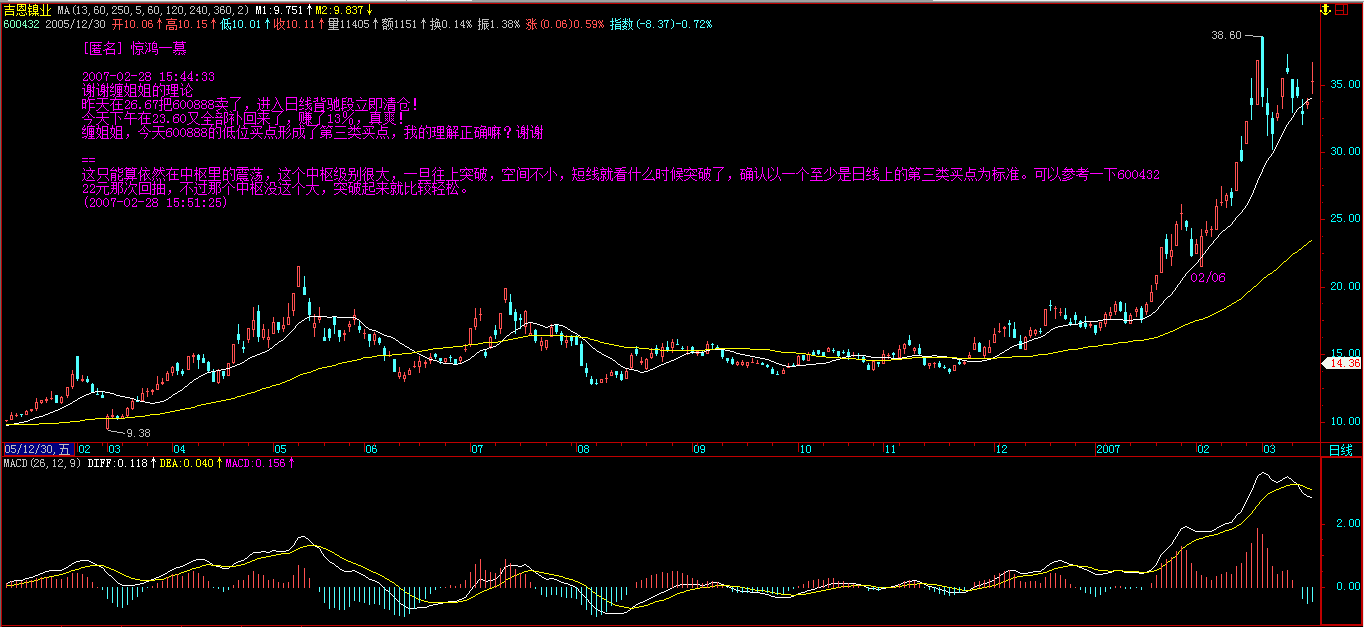 吉恩镍业 MA(13,60,250,5,60,120,240,360,2) M1:9.751↑M2:9.837↓
600432 2005/12/30 开10.06↑高10.15↑低10.01↑收10.11↑量11405↑额1151↑换0.14% 振1.38% 涨(0.06)0.59% 指数(-8.37)-0.72%
[匿名] 惊鸿一慕
2007-02-28 15:44:33
谢谢缠姐姐的理论
昨天在26.67把600888卖了，进入日线背驰段立即清仓！
今天下午在23.60又全部补回来了，赚了13%，真爽！
缠姐姐，今天600888的低位买点形成了第三类买点，我的理解正确嘛？谢谢
==
这只能算依然在中枢里的震荡，这个中枢级别很大，一旦往上突破，空间不小，短线就看什么时候突破了，确认以一个至少是日线上的第三类买点为标准。可以参考一下600432
22元那次回抽，不过那个中枢没这个大，突破起来就比较轻松。
(2007-02-28 15:51:25)
38.60
35.00
30.00
25.00
02/06
20.00
15.00
14.36
10.00
9.38
05/12/30,五 02 03 04 05 06 07 08 09 10 11 12 2007 02 03 日线
MACD(26,12,9) DIFF:0.118↑DEA:0.040↑MACD:0.156↑
2.00
0.00